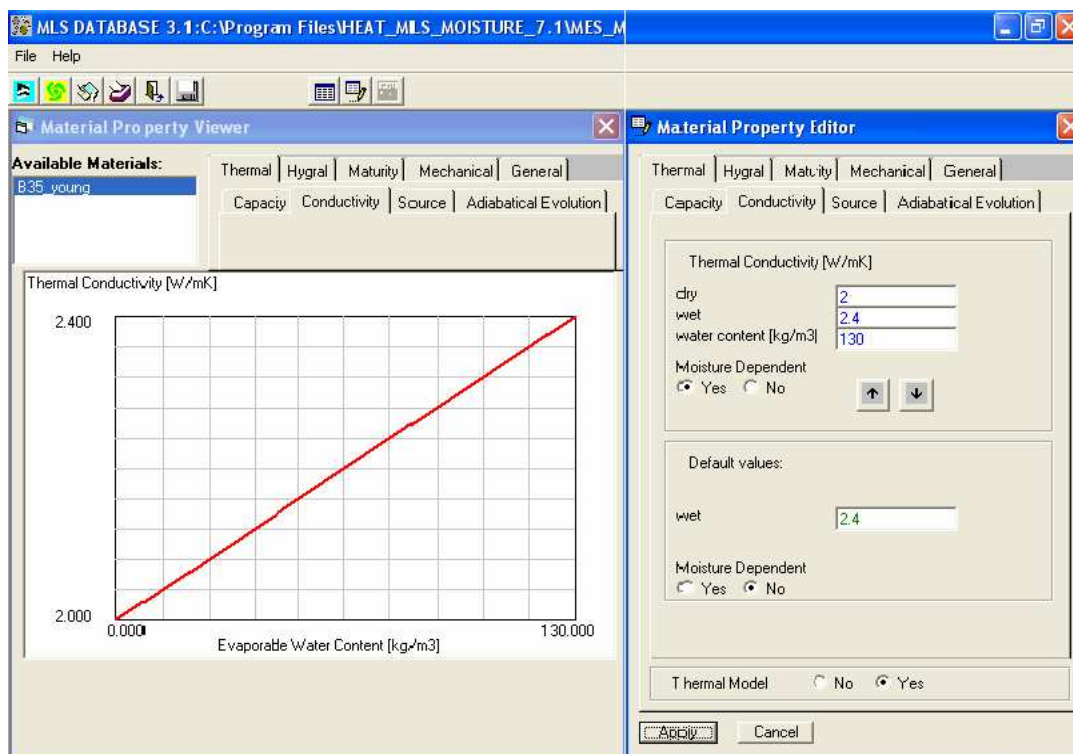 MLS DATABASE 3.1:C:\Program Files\HEAT_MLS_MOISTURE_7.1\MES_M
File Help
Material Property Viewer
Available Materials:
B35_young
Thermal Hygral Maturity Mechanical General
Capaciy Conductivity Source Adiabatical Evolution
Thermal Conductivity [W/mK]
2.400
2.000
0.000 130.000
Evaporable Water Content [kg/m3]
Material Property Editor
Thermal Hygral Matuity Mechanical General
Capacity Conductivity Source Adiabatical Evolution
Thermal Conductivity [W/mK]
dry 2
wet 2.4
water content [kg/m3] 130
Moisture Dependent
Yes No
Default values:
wet 2.4
Moisture Dependent
Yes No
Thermal Model No Yes
Apply Cancel